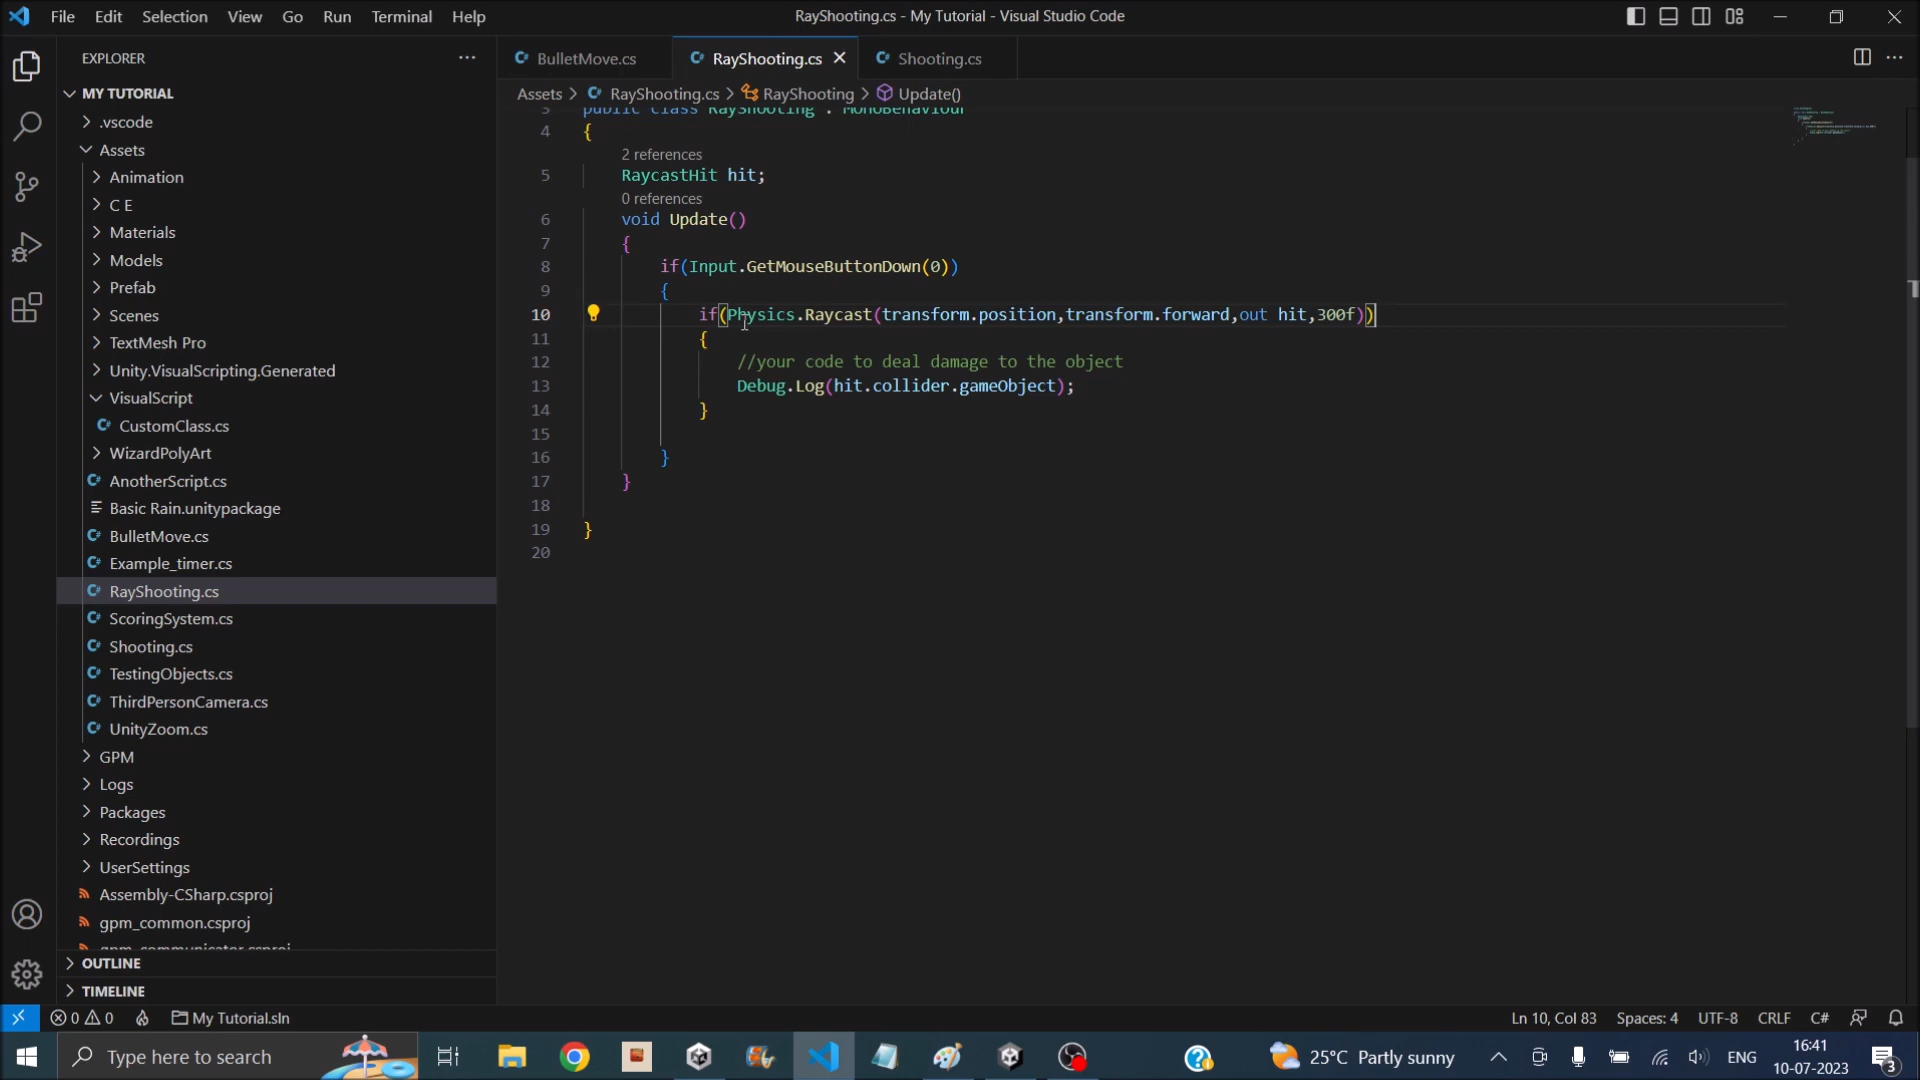 File Edit Selection View Go Run Terminal Help
RayShooting.cs - My Tutorial - Visual Studio Code
EXPLORER
BulletMove.cs
RayShooting.cs
Shooting.cs
Assets > RayShooting.cs > RayShooting > Update()
MY TUTORIAL
.vscode
Assets
Animation
C E
Materials
Models
Prefab
Scenes
TextMesh Pro
Unity.VisualScripting.Generated
VisualScript
CustomClass.cs
WizardPolyArt
AnotherScript.cs
Basic Rain.unitypackage
BulletMove.cs
Example_timer.cs
RayShooting.cs
ScoringSystem.cs
Shooting.cs
TestingObjects.cs
ThirdPersonCamera.cs
UnityZoom.cs
GPM
Logs
Packages
Recordings
UserSettings
Assembly-CSharp.csproj
gpm_common.csproj
gpm_communicator.csproj
OUTLINE
TIMELINE
3 public class RayShooting : MonoBehaviour
4 {
2 references
5 RaycastHit hit;
0 references
6 void Update()
7 {
8 if(Input.GetMouseButtonDown(0))
9 {
10 if(Physics.Raycast(transform.position,transform.forward,out hit,300f))
11 {
12 //your code to deal damage to the object
13 Debug.Log(hit.collider.gameObject);
14 }
15
16 }
17 }
18
19 }
20
0 0 My Tutorial.sln
Ln 10, Col 83 Spaces: 4 UTF-8 CRLF C#
Type here to search
25°C Partly sunny
ENG
16:41
10-07-2023
3